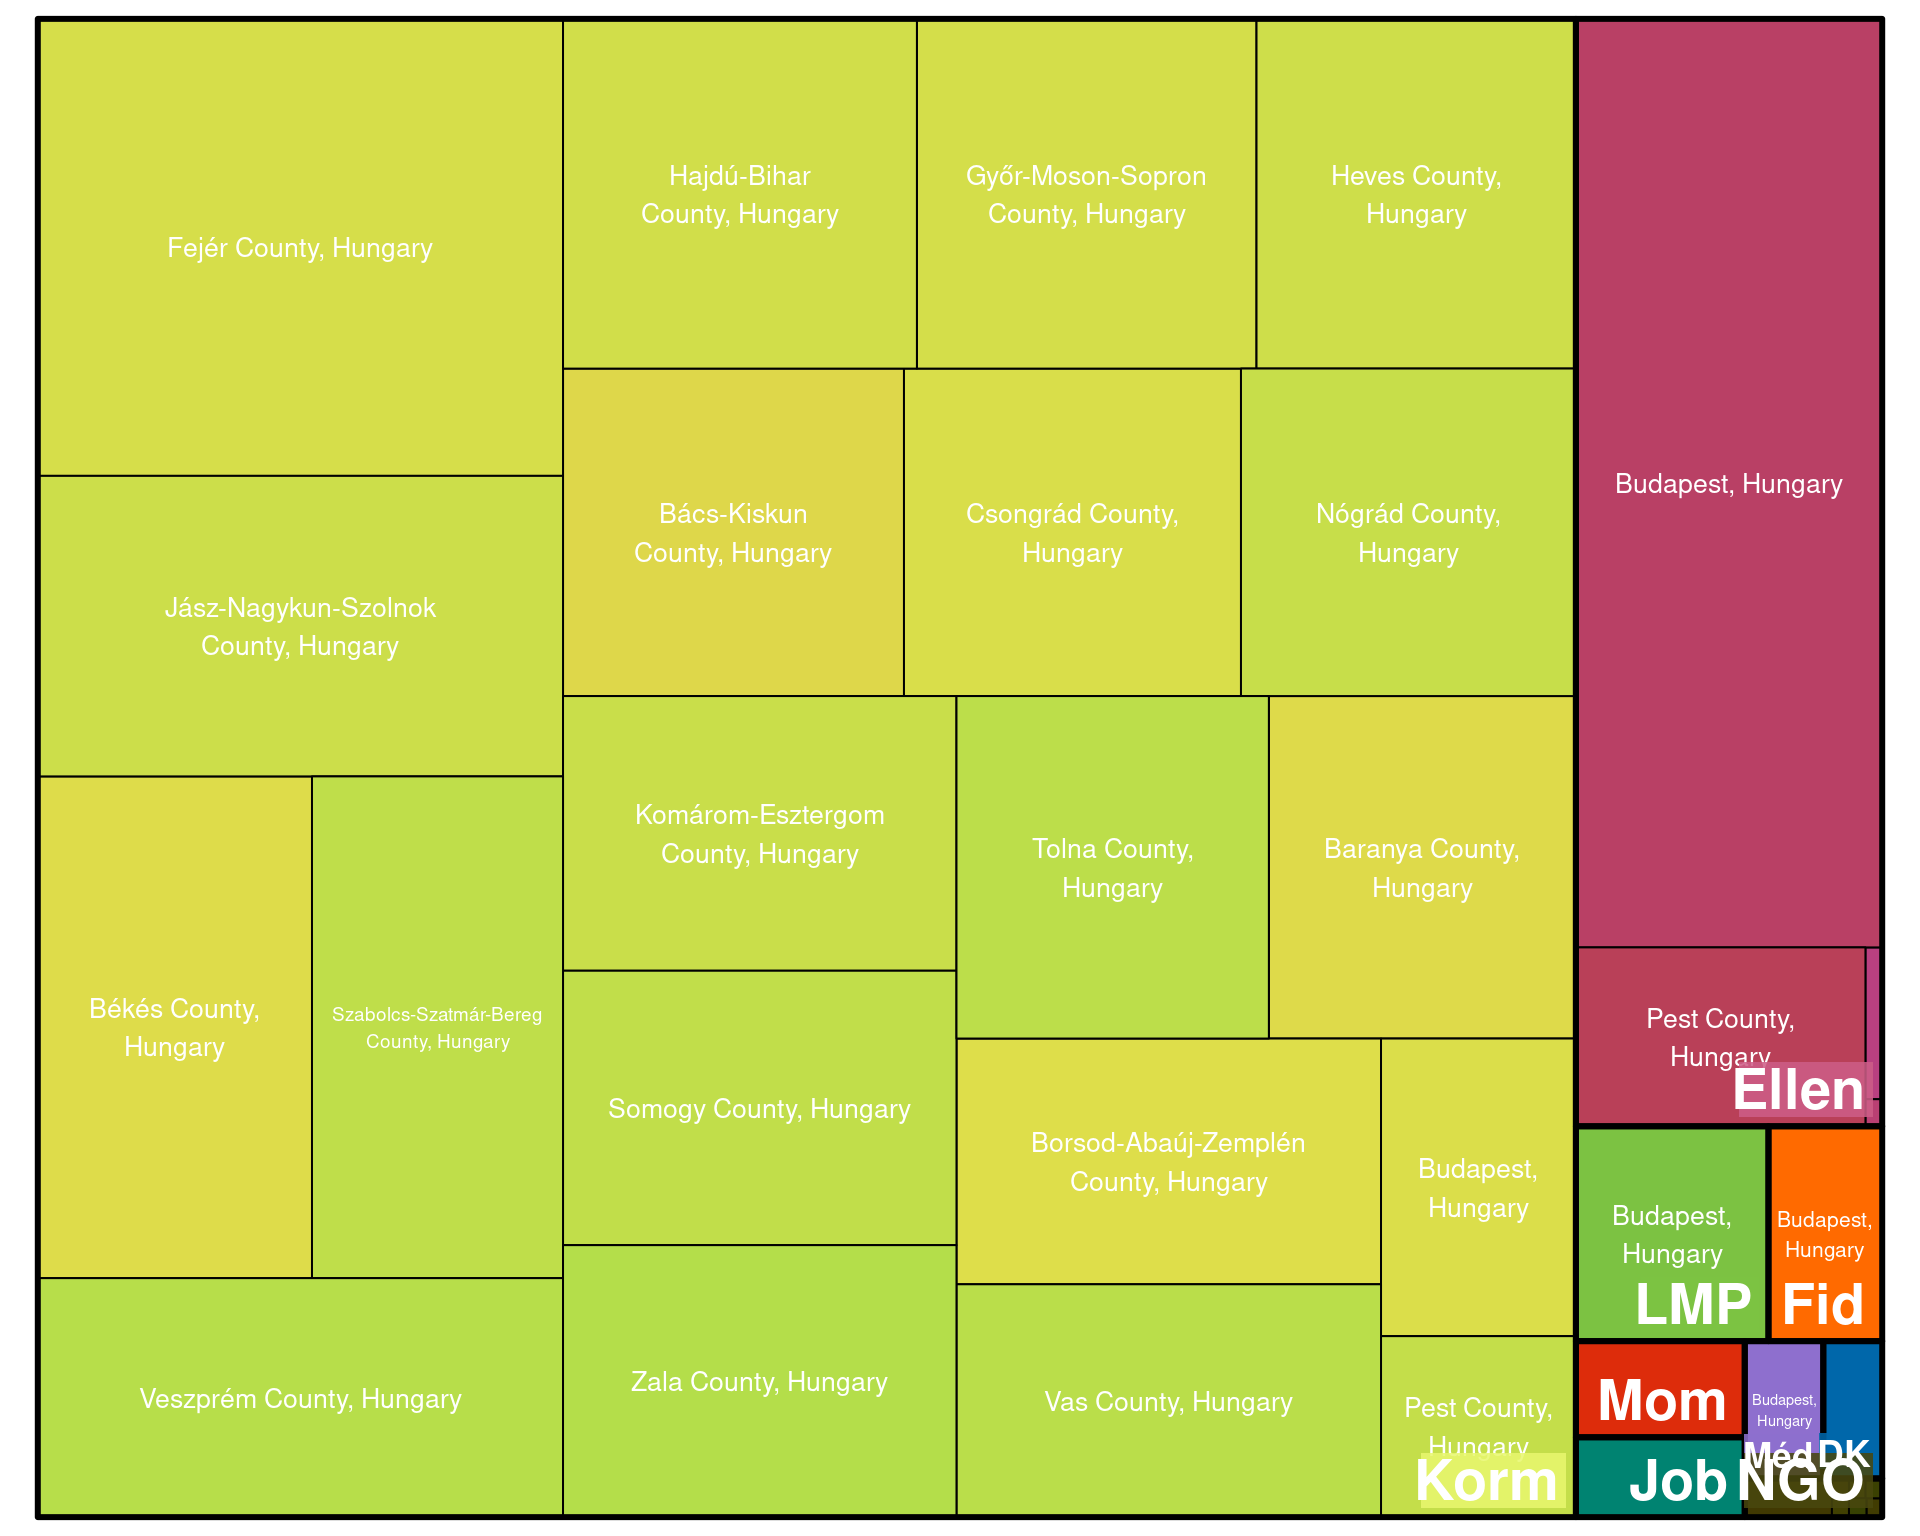 Fejér County, Hungary
Hajdú-Bihar
County, Hungary
Győr-Moson-Sopron
County, Hungary
Heves County,
Hungary
Budapest, Hungary
Jász-Nagykun-Szolnok
County, Hungary
Bács-Kiskun
County, Hungary
Csongrád County,
Hungary
Nógrád County,
Hungary
Békés County,
Hungary
Szabolcs-Szatmár-Bereg
County, Hungary
Komárom-Esztergom
County, Hungary
Tolna County,
Hungary
Baranya County,
Hungary
Somogy County, Hungary
Borsod-Abaúj-Zemplén
County, Hungary
Budapest,
Hungary
Veszprém County, Hungary
Zala County, Hungary
Vas County, Hungary
Pest County,
Hungary
Korm
Pest County,
Hungary
Ellen
Budapest,
Hungary
LMP
Budapest,
Hungary
Fid
Mom
Budapest,
Hungary
Méd
DK
Job
NGO